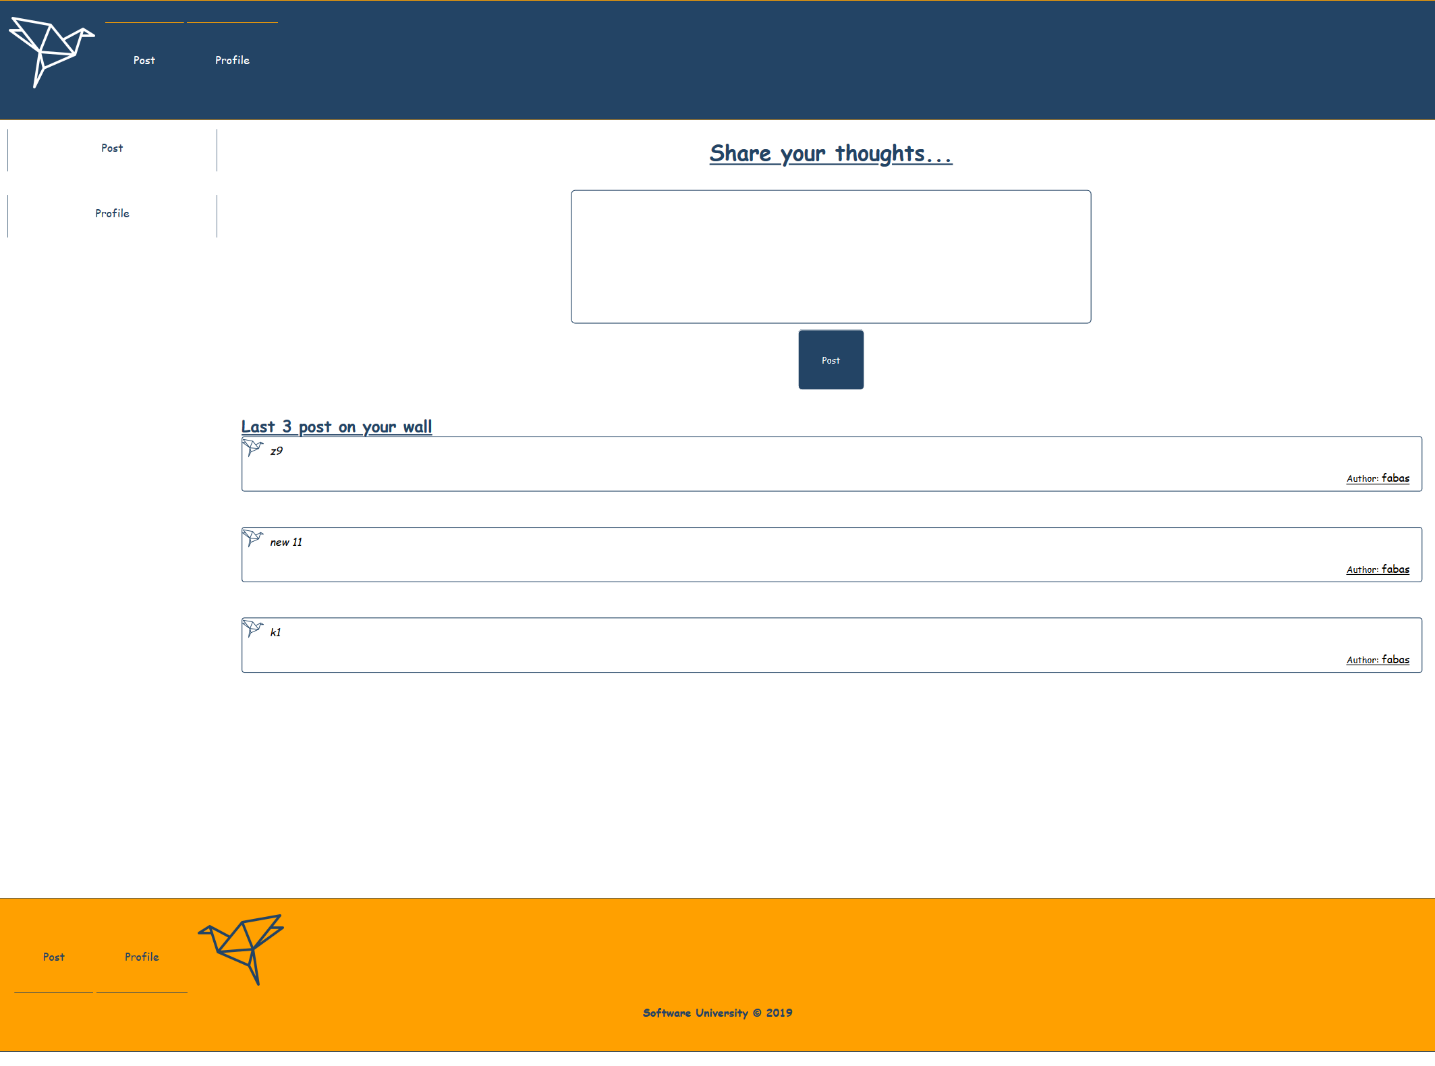 Post Profile
Post
Profile
Share your thoughts...
Post
Last 3 post on your wall
z9
Author: fabas
new 11
Author: fabas
k1
Author: fabas
Post Profile
Software University © 2019